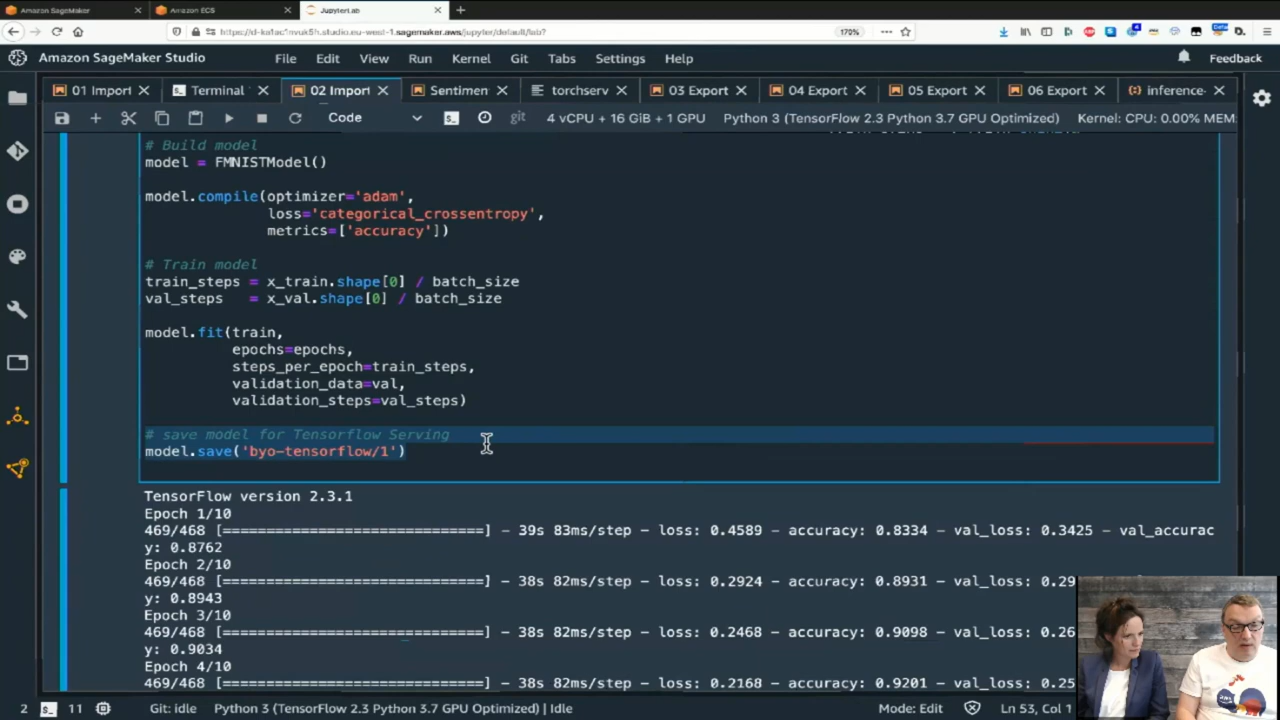 Amazon SageMaker
Amazon ECS
JupyterLab
170%
Amazon SageMaker Studio
File Edit View Run Kernel Git Tabs Settings Help
Feedback
01 Import
Terminal
02 Import
Sentimen
torchserv
03 Export
04 Export
05 Export
06 Export
inference-
Code
git
4 vCPU + 16 GiB + 1 GPU
Python 3 (TensorFlow 2.3 Python 3.7 GPU Optimized)
Kernel: CPU: 0.00% MEM:
# Build model
model = FMNISTModel()
model.compile(optimizer='adam',
loss='categorical_crossentropy',
metrics=['accuracy'])
# Train model
train_steps = x_train.shape[0] / batch_size
val_steps   = x_val.shape[0] / batch_size
model.fit(train,
epochs=epochs,
steps_per_epoch=train_steps,
validation_data=val,
validation_steps=val_steps)
# save model for Tensorflow Serving
model.save('byo-tensorflow/1')
TensorFlow version 2.3.1
Epoch 1/10
469/468 [==============================] - 39s 83ms/step - loss: 0.4589 - accuracy: 0.8334 - val_loss: 0.3425 - val_accurac
y: 0.8762
Epoch 2/10
469/468 [==============================] - 38s 82ms/step - loss: 0.2924 - accuracy: 0.8931 - val_loss: 0.29
y: 0.8943
Epoch 3/10
469/468 [==============================] - 38s 82ms/step - loss: 0.2468 - accuracy: 0.9098 - val_loss: 0.26
y: 0.9034
Epoch 4/10
469/468 [==============================] - 38s 82ms/step - loss: 0.2168 - accuracy: 0.9201 - val_loss: 0.25
2
11
Git: idle
Python 3 (TensorFlow 2.3 Python 3.7 GPU Optimized) | Idle
Mode: Edit
Ln 53, Col 1